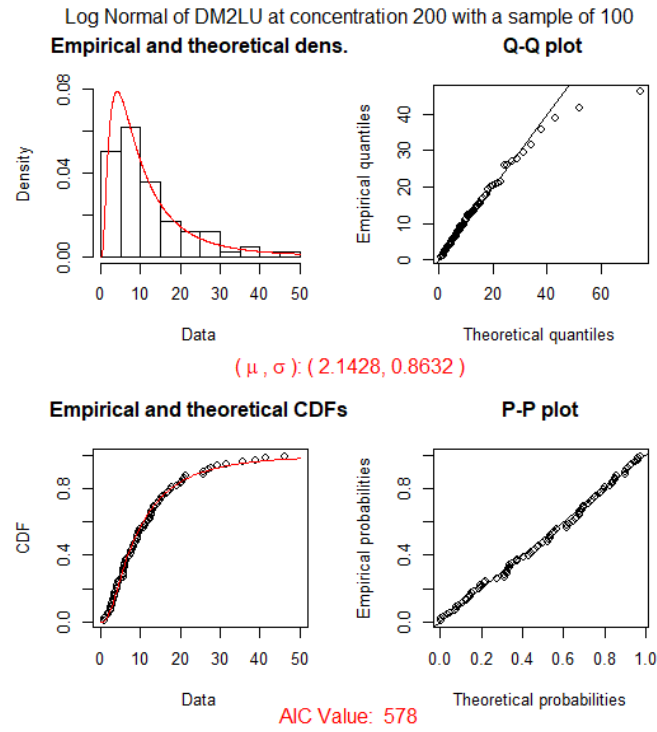 Log Normal of DM2LU at concentration 200 with a sample of 100
Empirical and theoretical dens.
Density
0.00 0.04 0.08
0 10 20 30 40 50
Data
Q-Q plot
Empirical quantiles
0 10 20 30 40
0 20 40 60
Theoretical quantiles
( μ , σ ): ( 2.1428, 0.8632 )
Empirical and theoretical CDFs
CDF
0.0 0.4 0.8
0 10 20 30 40 50
Data
P-P plot
Empirical probabilities
0.0 0.4 0.8
0.0 0.2 0.4 0.6 0.8 1.0
Theoretical probabilities
AIC Value: 578